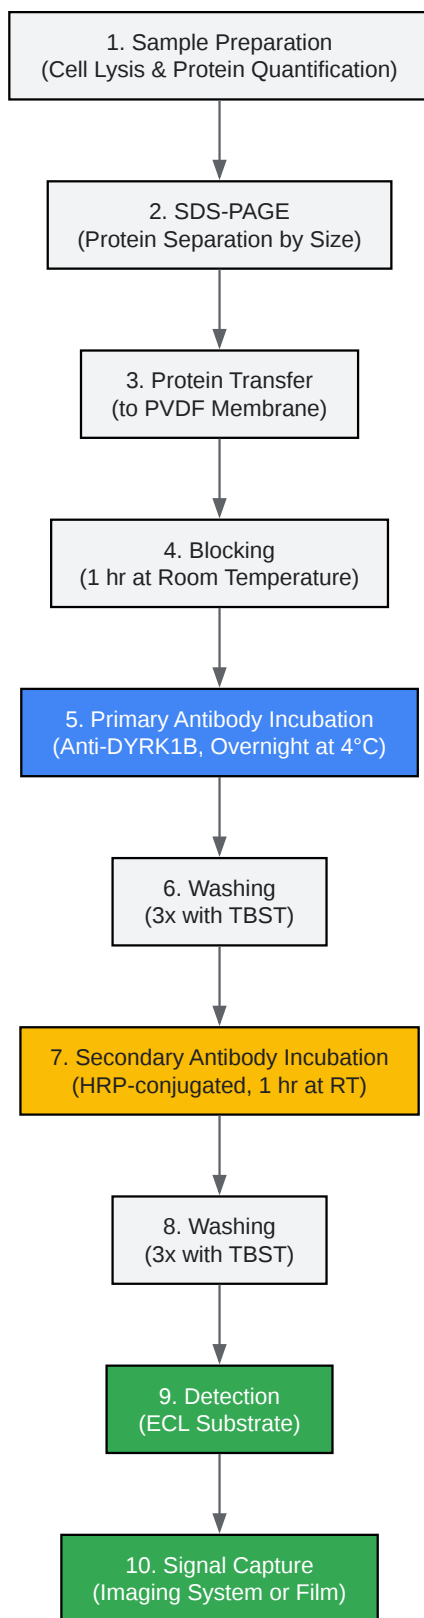 1. Sample Preparation
(Cell Lysis & Protein Quantification)
2. SDS-PAGE
(Protein Separation by Size)
3. Protein Transfer
(to PVDF Membrane)
4. Blocking
(1 hr at Room Temperature)
5. Primary Antibody Incubation
(Anti-DYRK1B, Overnight at 4°C)
6. Washing
(3x with TBST)
7. Secondary Antibody Incubation
(HRP-conjugated, 1 hr at RT)
8. Washing
(3x with TBST)
9. Detection
(ECL Substrate)
10. Signal Capture
(Imaging System or Film)